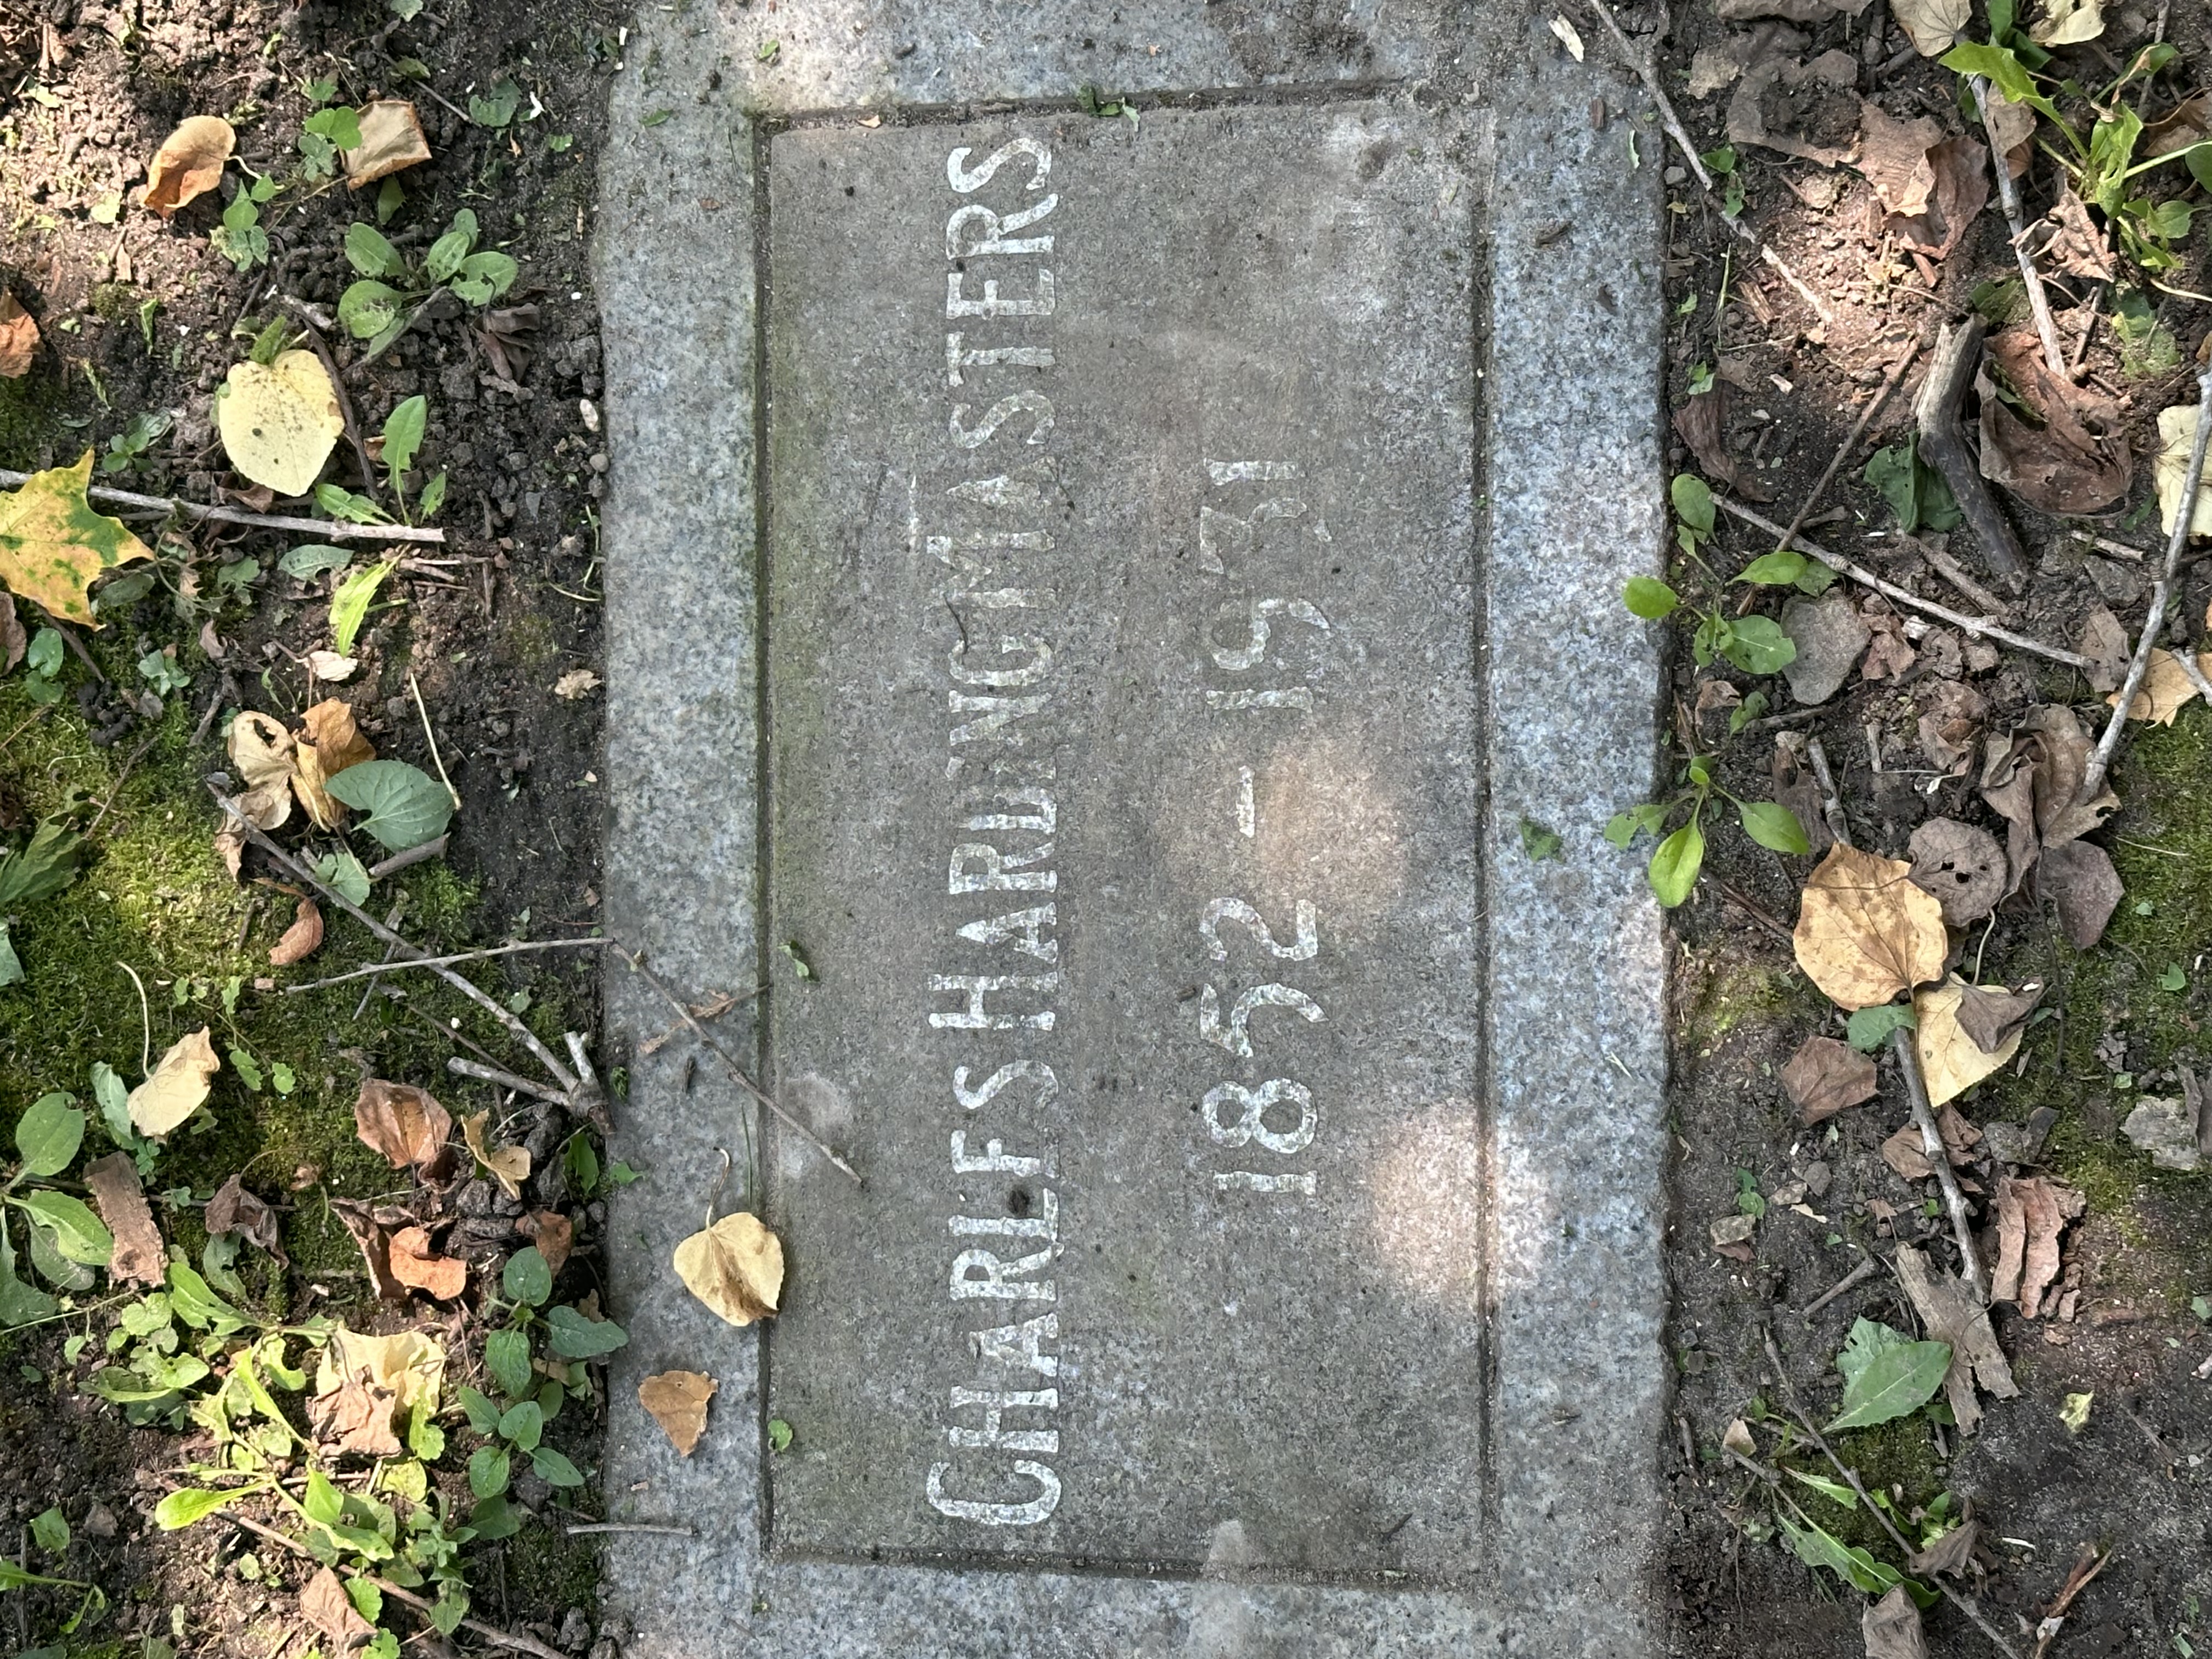 CHARLES HARDING MASTERS
1852 – 1931